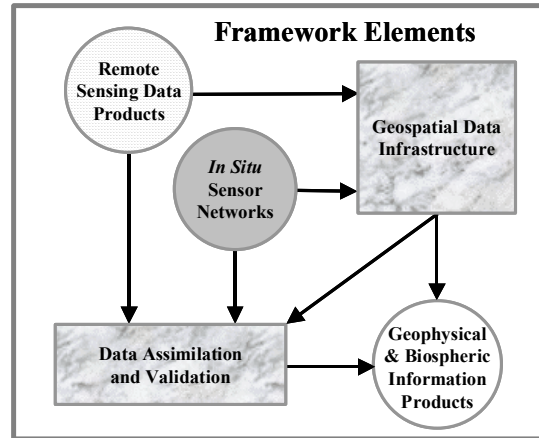 Framework Elements
Remote
Sensing Data
Products
Geospatial Data
Infrastructure
In Situ
Sensor
Networks
Data Assimilation
and Validation
Geophysical
& Biospheric
Information
Products